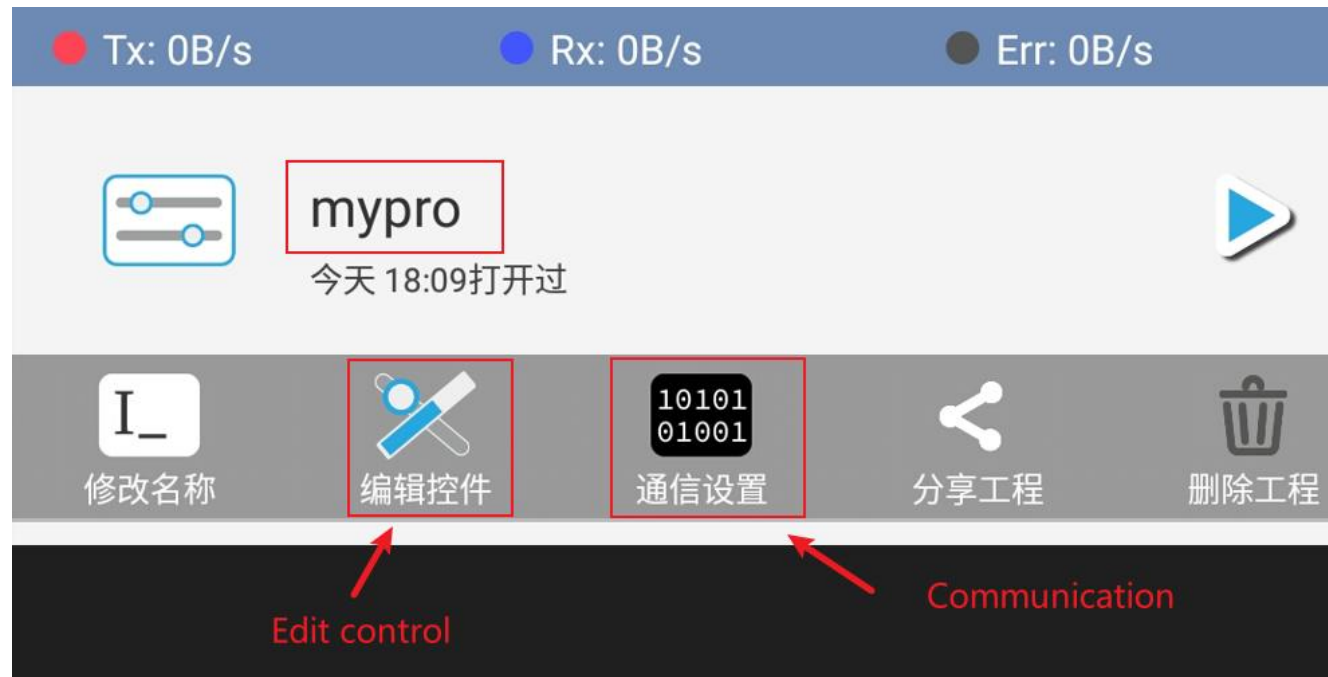 Tx: 0B/s Rx: 0B/s Err: 0B/s
mypro
今天 18:09打开过
I_
10101
01001
修改名称 编辑控件 通信设置 分享工程 删除工程
Edit control
Communication